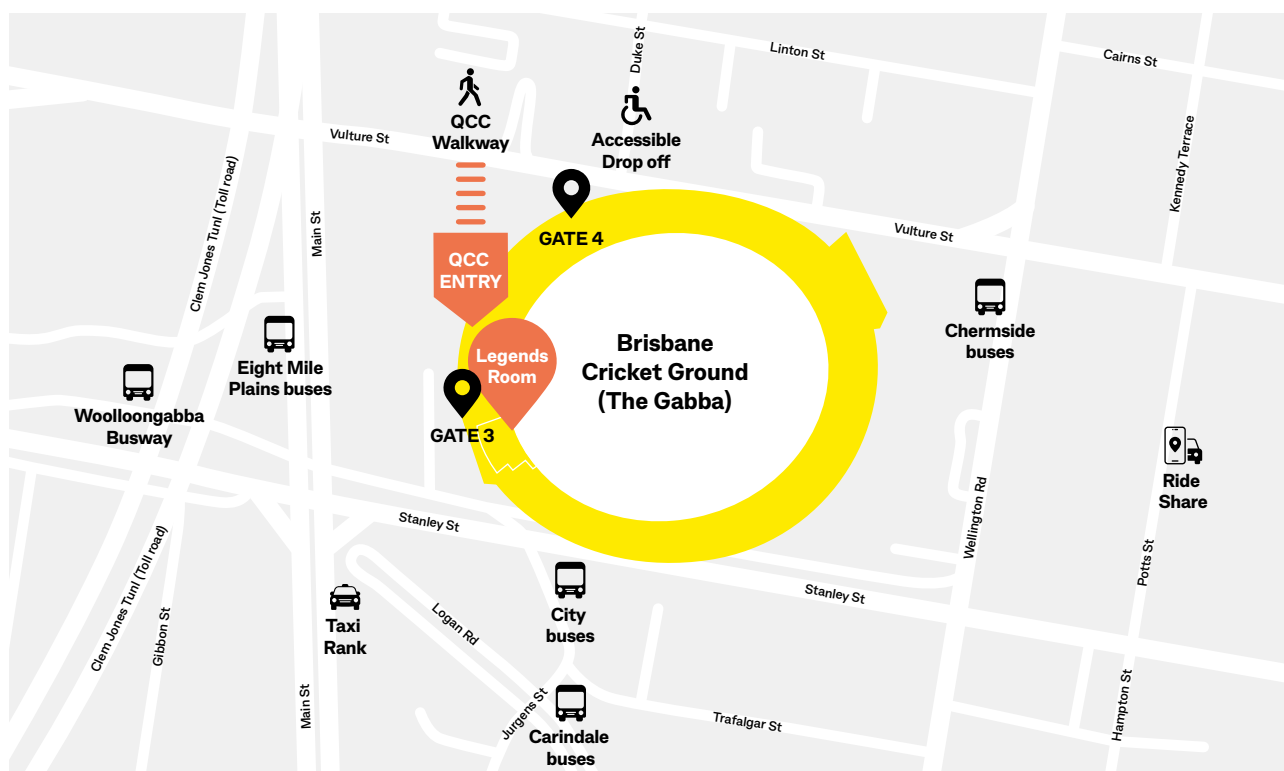 Duke St
Linton St
Cairns St
QCC
Walkway
Vulture St
Accessible
Drop off
Kennedy Terrace
Clem Jones Tunl (Toll road)
Main St
GATE 4
Vulture St
QCC
ENTRY
Chermside
buses
Eight Mile
Plains buses
Legends
Room
Brisbane
Cricket Ground
(The Gabba)
Woolloongabba
Busway
GATE 3
Ride
Share
Stanley St
Wellington Rd
Clem Jones Tunl (Toll road)
Gibbon St
Taxi
Rank
Logan Rd
City
buses
Stanley St
Potts St
Main St
Jurgens St
Carindale
buses
Trafalgar St
Hampton St